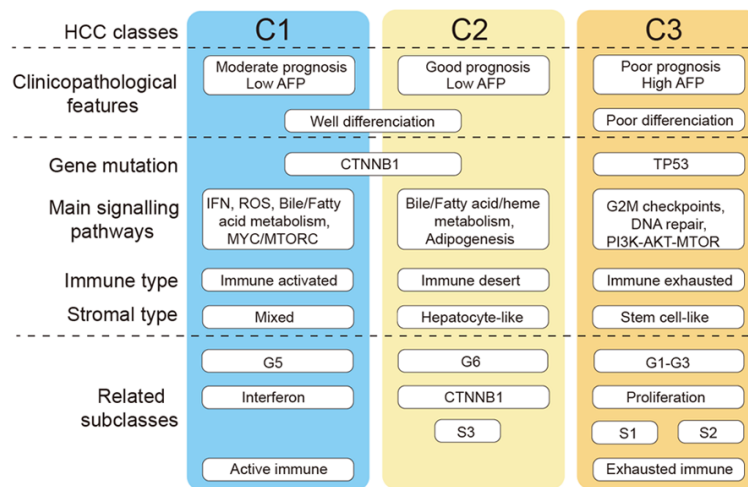 HCC classes
C1
C2
C3
Clinicopathological
features
Moderate prognosis
Low AFP
Good prognosis
Low AFP
Poor prognosis
High AFP
Well differenciation
Poor differenciation
Gene mutation
CTNNB1
TP53
Main signalling
pathways
IFN, ROS, Bile/Fatty
acid metabolism,
MYC/MTORC
Bile/Fatty acid/heme
metabolism,
Adipogenesis
G2M checkpoints,
DNA repair,
PI3K-AKT-MTOR
Immune type
Immune activated
Immune desert
Immune exhausted
Stromal type
Mixed
Hepatocyte-like
Stem cell-like
Related
subclasses
G5
G6
G1-G3
Interferon
CTNNB1
Proliferation
S3
S1
S2
Active immune
Exhausted immune